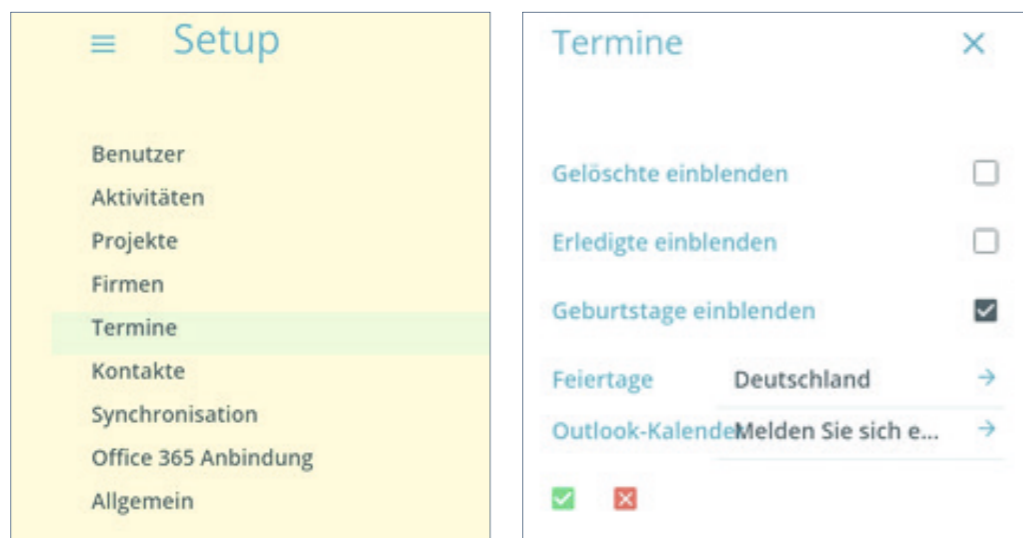 Setup
Benutzer
Aktivitäten
Projekte
Firmen
Termine
Kontakte
Synchronisation
Office 365 Anbindung
Allgemein
Termine
Gelöschte einblenden
Erledigte einblenden
Geburtstage einblenden
Feiertage Deutschland
Outlook-Kalende Melden Sie sich e...